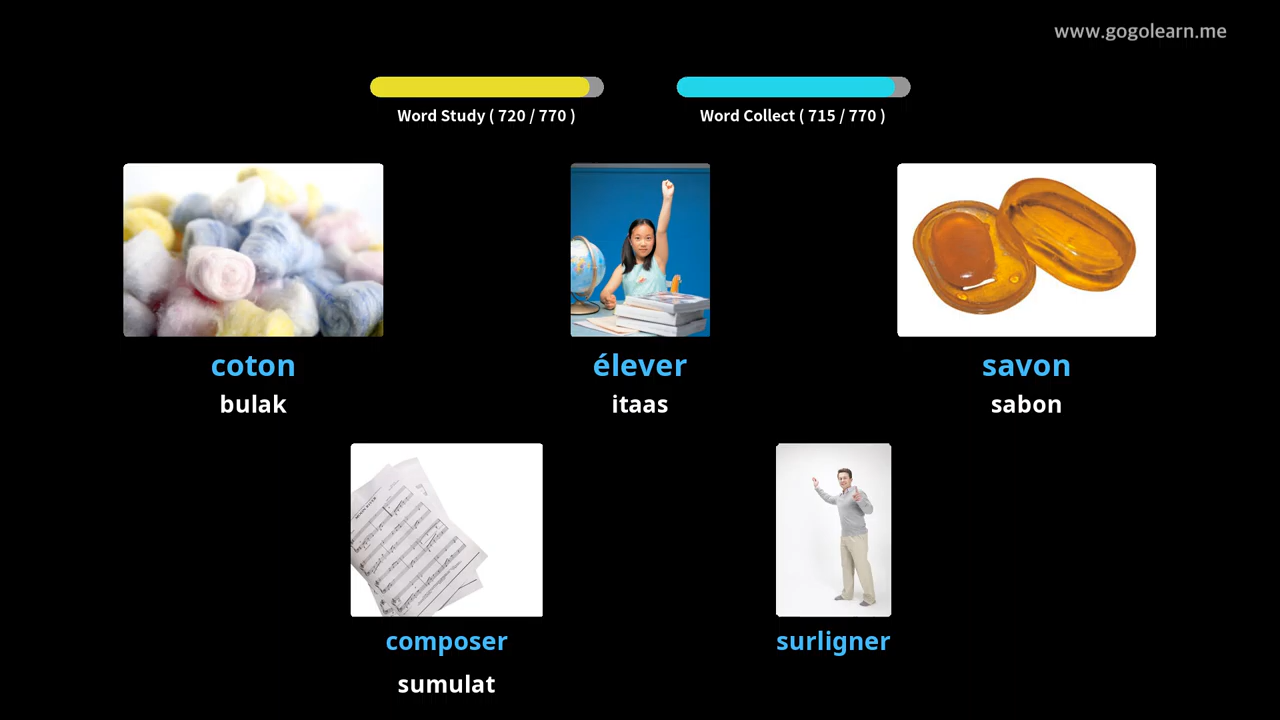 www.gogolearn.me
Word Study ( 720 / 770 )
Word Collect ( 715 / 770 )
coton
élever
savon
bulak
itaas
sabon
composer
surligner
sumulat